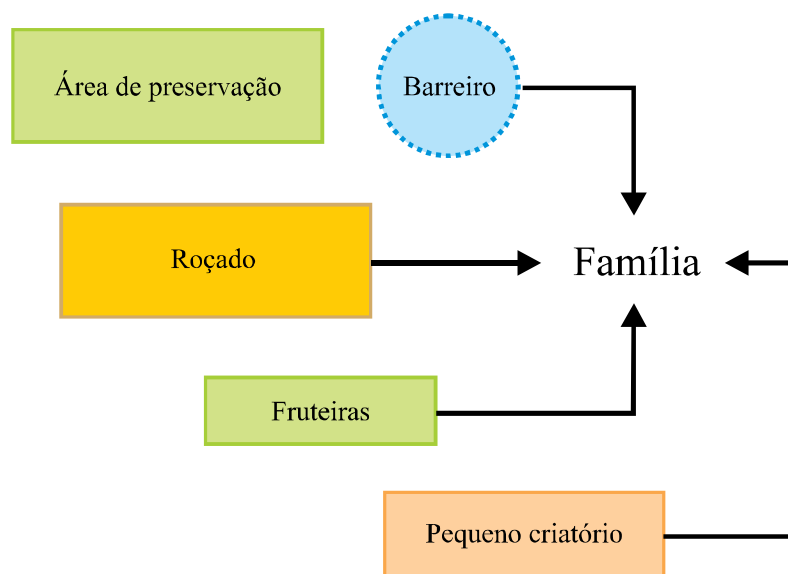 Área de preservação
Barreiro
Roçado
Família
Fruteiras
Pequeno criatório